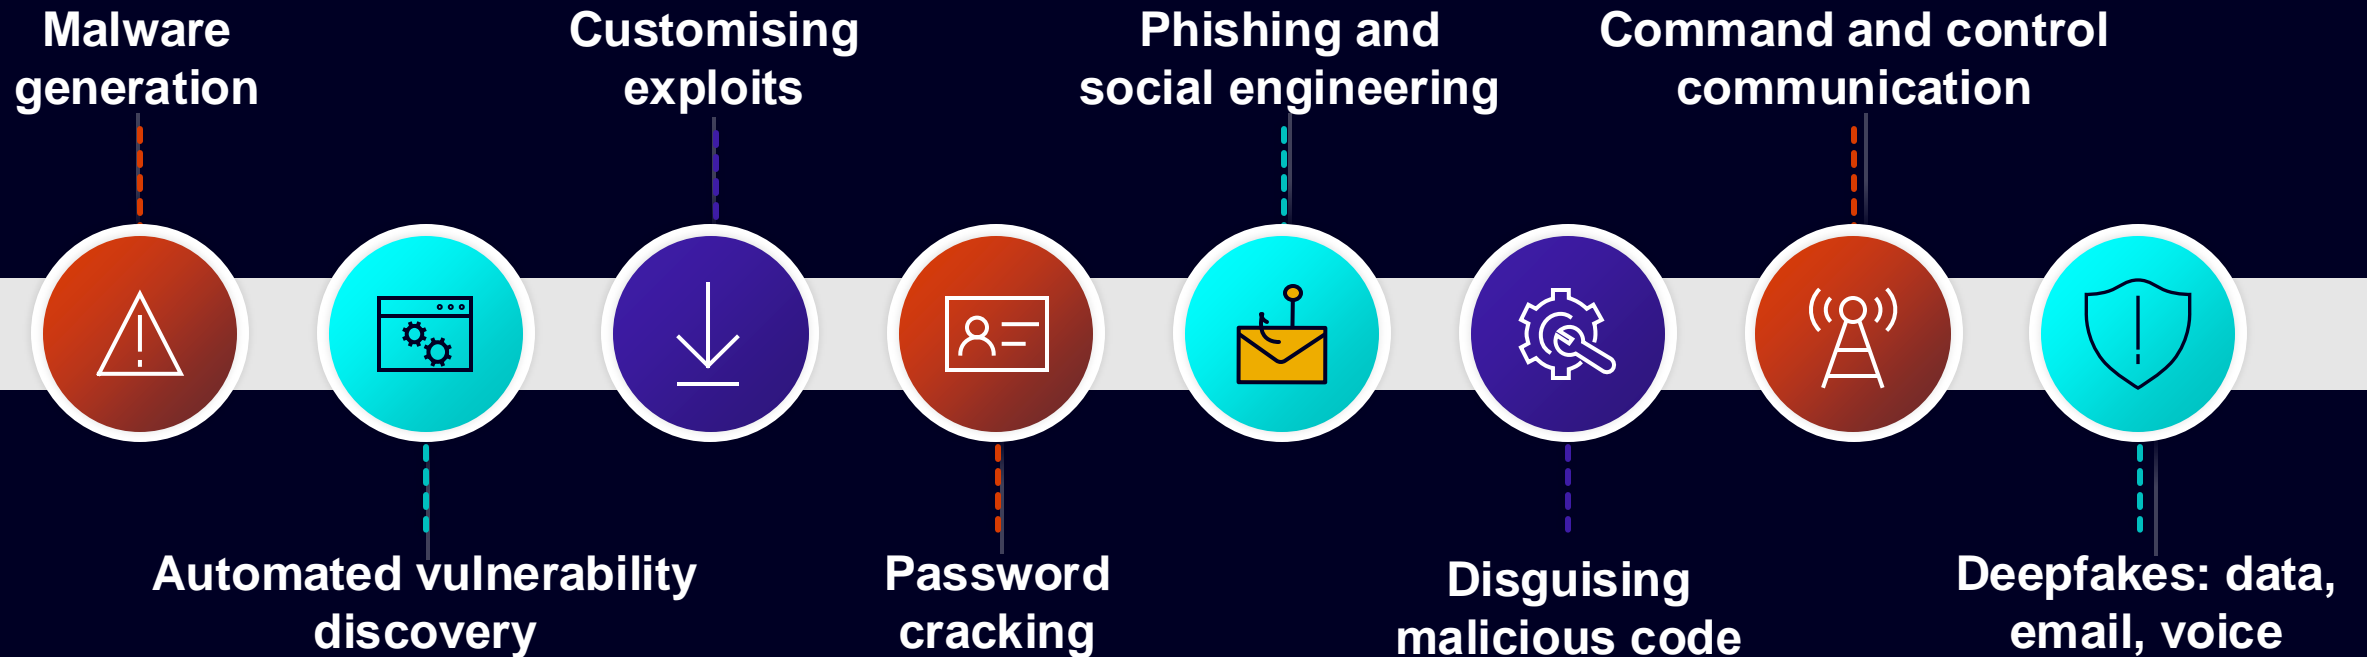 Malware
generation
Customising
exploits
Phishing and
social engineering
Command and control
communication
Automated vulnerability
discovery
Password
cracking
Disguising
malicious code
Deepfakes: data,
email, voice